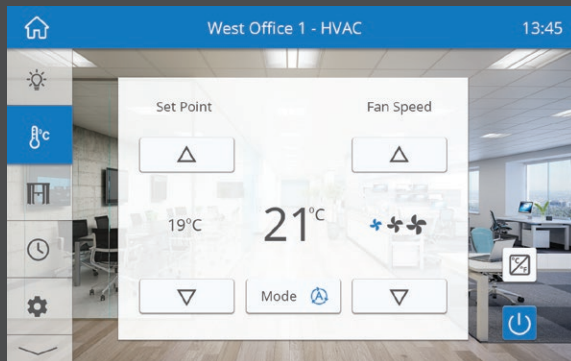 West Office 1 - HVAC
13:45
°C
Set Point
Fan Speed
19°C
21°C
Mode A
°C
°F